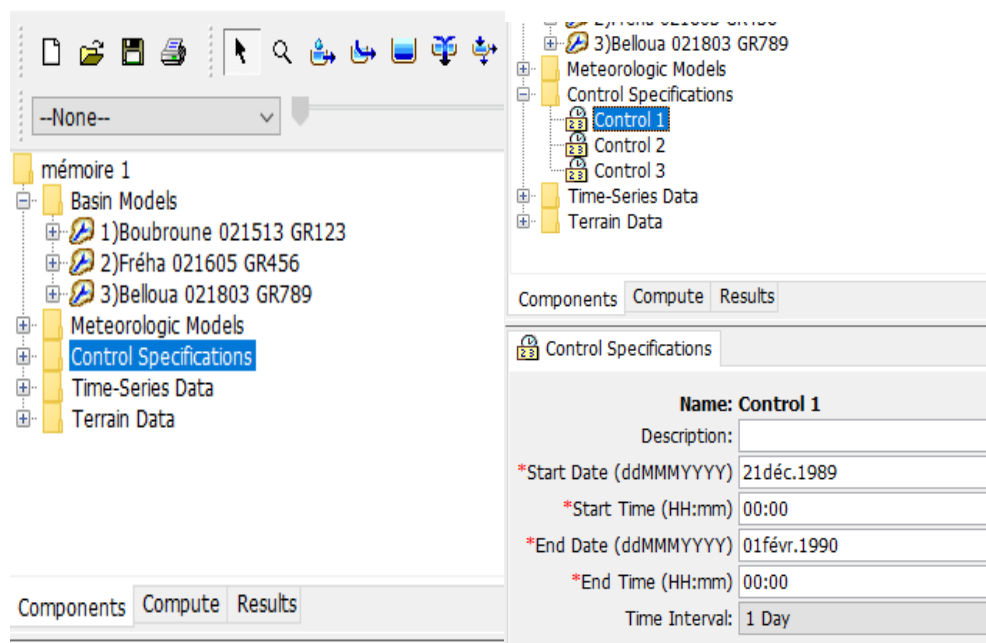 --None--
mémoire 1
Basin Models
1)Boubroune 021513 GR123
2)Fréha 021605 GR456
3)Belloua 021803 GR789
Meteorologic Models
Control Specifications
Time-Series Data
Terrain Data
Components Compute Results
3)Belloua 021803 GR789
Meteorologic Models
Control Specifications
Control 1
Control 2
Control 3
Time-Series Data
Terrain Data
Components Compute Results
Control Specifications
Name: Control 1
Description:
*Start Date (ddMMMYYYY) 21déc.1989
*Start Time (HH:mm) 00:00
*End Date (ddMMMYYYY) 01févr.1990
*End Time (HH:mm) 00:00
Time Interval: 1 Day